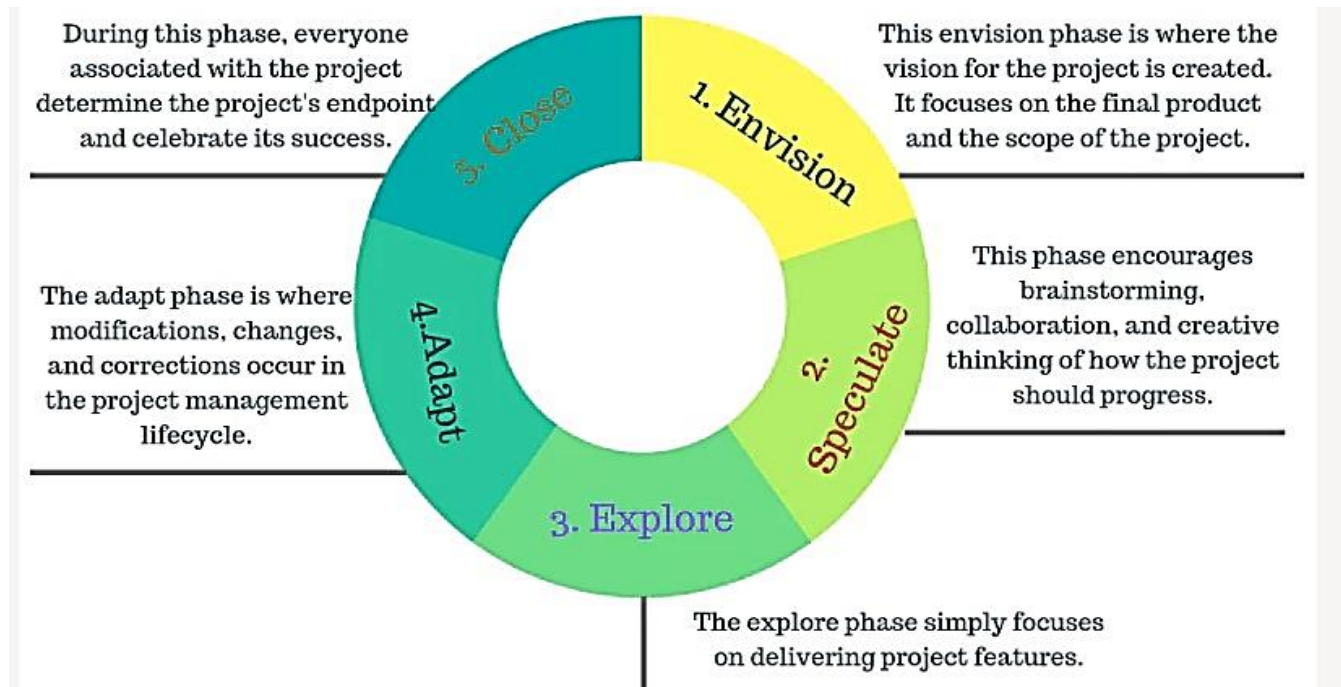 During this phase, everyone
associated with the project
determine the project's endpoint
and celebrate its success.
5. Close
1. Envision
This envision phase is where the
vision for the project is created.
It focuses on the final product
and the scope of the project.
The adapt phase is where
modifications, changes,
and corrections occur in
the project management
lifecycle.
4.Adapt
2.
Speculate
This phase encourages
brainstorming,
collaboration, and creative
thinking of how the project
should progress.
3. Explore
The explore phase simply focuses
on delivering project features.